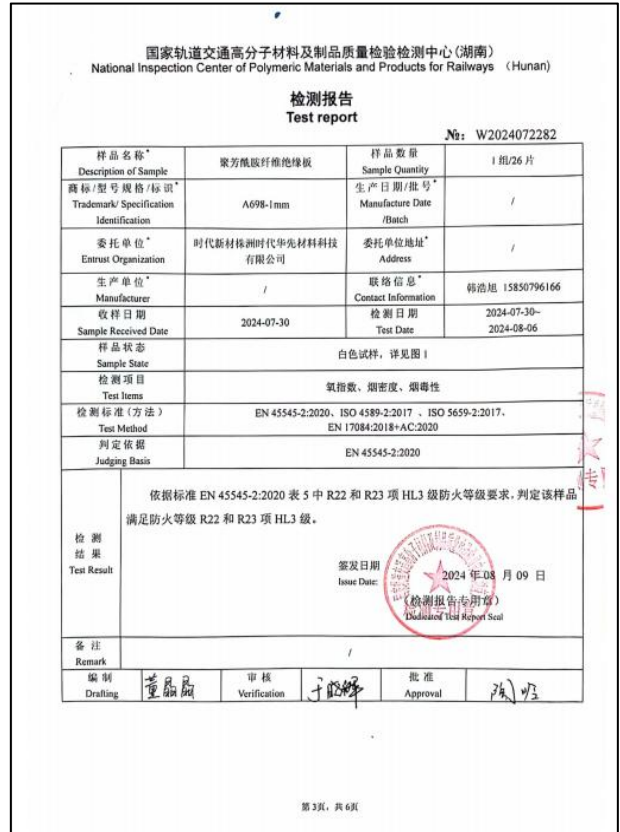 国家轨道交通高分子材料及制品质量检验检测中心(湖南)
National Inspection Center of Polymeric Materials and Products for Railways （Hunan)
检测报告
Test report
№: W2024072282
样品名称*
Description of Sample
聚芳酰胺纤维绝缘板
样品数量
Sample Quantity
1 组/26 片
商标/型号规格/标识*
Trademark/ Specification
Identification
A698-1mm
生产日期/批号*
Manufacture Date
/Batch
/
委托单位*
Entrust Organization
时代新材株洲时代华先材料科技
有限公司
委托单位地址*
Address
/
生产单位*
Manufacturer
/
联络信息*
Contact Information
韩浩旭 15850796166
收样日期
Sample Received Date
2024-07-30
检测日期
Test Date
2024-07-30~
2024-08-06
样品状态
Sample State
白色试样，详见图 1
检测项目
Test Items
氧指数、烟密度、烟毒性
检测标准(方法)
Test Method
EN 45545-2:2020、ISO 4589-2:2017 、ISO 5659-2:2017、
EN 17084:2018+AC:2020
判定依据
Judging Basis
EN 45545-2:2020
检测
结果
Test Result
依据标准 EN 45545-2:2020 表 5 中 R22 和 R23 项 HL3 级防火等级要求，判定该样品
满足防火等级 R22 和 R23 项 HL3 级。
签发日期
Issue Date:
2024 年 08 月 09 日
(检测报告专用章)
Dedicated Test Report Seal
备注
Remark
/
编制
Drafting
董晶晶
审核
Verification
批准
Approval
第 3页，共 6页